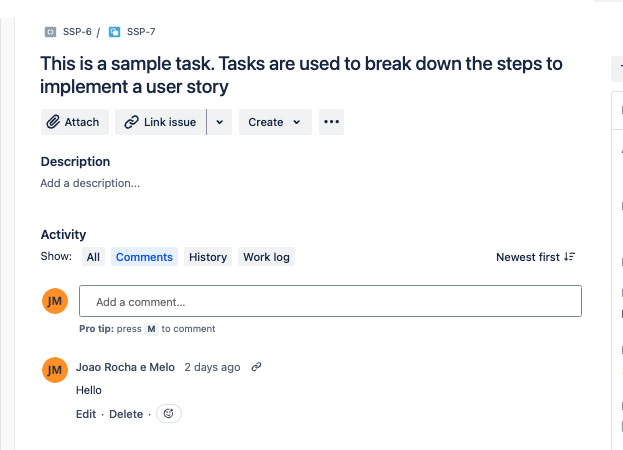 SSP-6 / SSP-7
This is a sample task. Tasks are used to break down the steps to
implement a user story
Attach Link issue Create •••
Description
Add a description...
Activity
Show: All Comments History Work log Newest first
JM Add a comment...
Pro tip: press M to comment
JM Joao Rocha e Melo 2 days ago
Hello
Edit · Delete ·